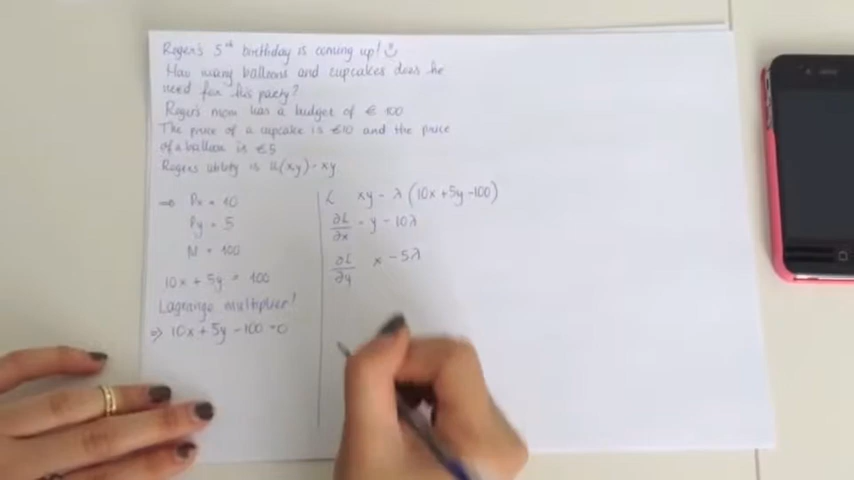 Roger's 5th birthday is coming up! :)
How many balloons and cupcakes does he
need for his party?
Roger's mom has a budget of € 100
The price of a cupcake is €10 and the price
of a balloon is €5
Rogers utility is u(xy) = xy
⇒ Px = 10
Py = 5
M = 100
10x + 5y = 100
Lagrange multiplier!
⇒ 10x + 5y - 100 = 0
L xy - λ (10x + 5y - 100)
∂L/∂x = y - 10λ
∂L/∂y x - 5λ